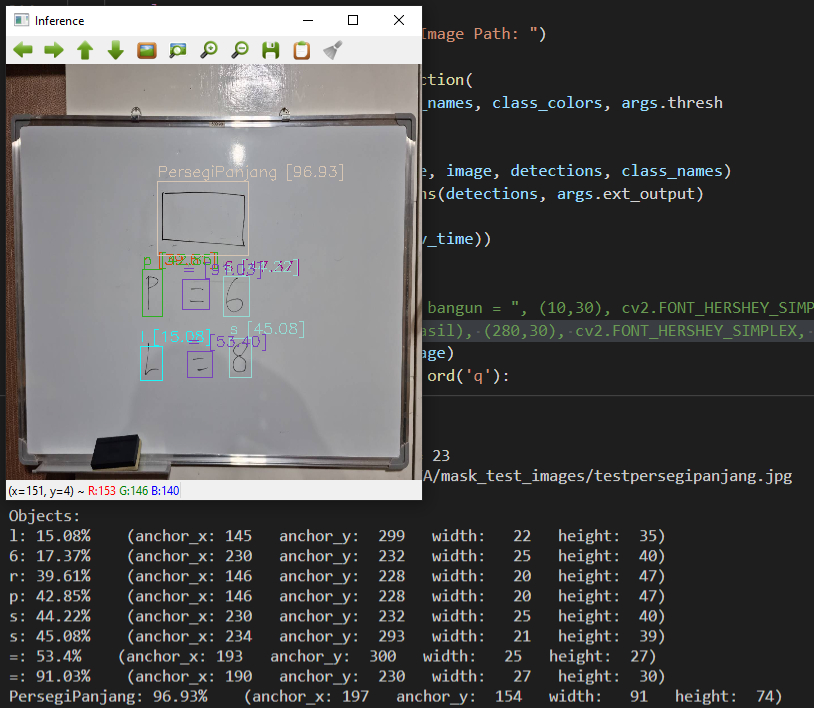 Inference
Image Path: ")
ction(
_names, class_colors, args.thresh
e, image, detections, class_names)
ns(detections, args.ext_output)
v_time))
bangun = ", (10,30), cv2.FONT_HERSHEY_SIMP
asil), (280,30), cv2.FONT_HERSHEY_SIMPLEX,
age)
ord('q'):
PersegiPanjang [96.93]
= [91.03]
P = 6
l [15.08] s [45.08]
= [53.40]
L = 8
23
A/mask_test_images/testpersegipanjang.jpg
(x=151, y=4) ~ R:153 G:146 B:140
Objects:
l: 15.08% (anchor_x: 145 anchor_y: 299 width: 22 height: 35)
6: 17.37% (anchor_x: 230 anchor_y: 232 width: 25 height: 40)
r: 39.61% (anchor_x: 146 anchor_y: 228 width: 20 height: 47)
p: 42.85% (anchor_x: 146 anchor_y: 228 width: 20 height: 47)
s: 44.22% (anchor_x: 230 anchor_y: 232 width: 25 height: 40)
s: 45.08% (anchor_x: 234 anchor_y: 293 width: 21 height: 39)
=: 53.4% (anchor_x: 193 anchor_y: 300 width: 25 height: 27)
=: 91.03% (anchor_x: 190 anchor_y: 230 width: 27 height: 30)
PersegiPanjang: 96.93% (anchor_x: 197 anchor_y: 154 width: 91 height: 74)